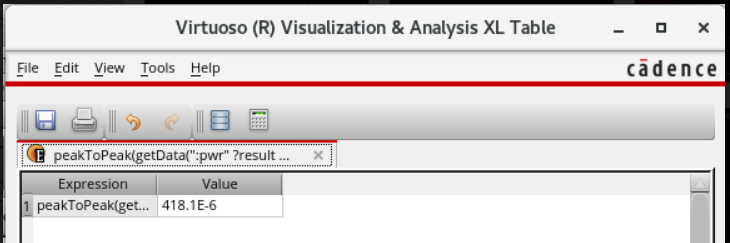 Virtuoso (R) Visualization & Analysis XL Table
File Edit View Tools Help
cādence
peakToPeak(getData(":pwr" ?result ...
Expression Value
1 peakToPeak(get... 418.1E-6